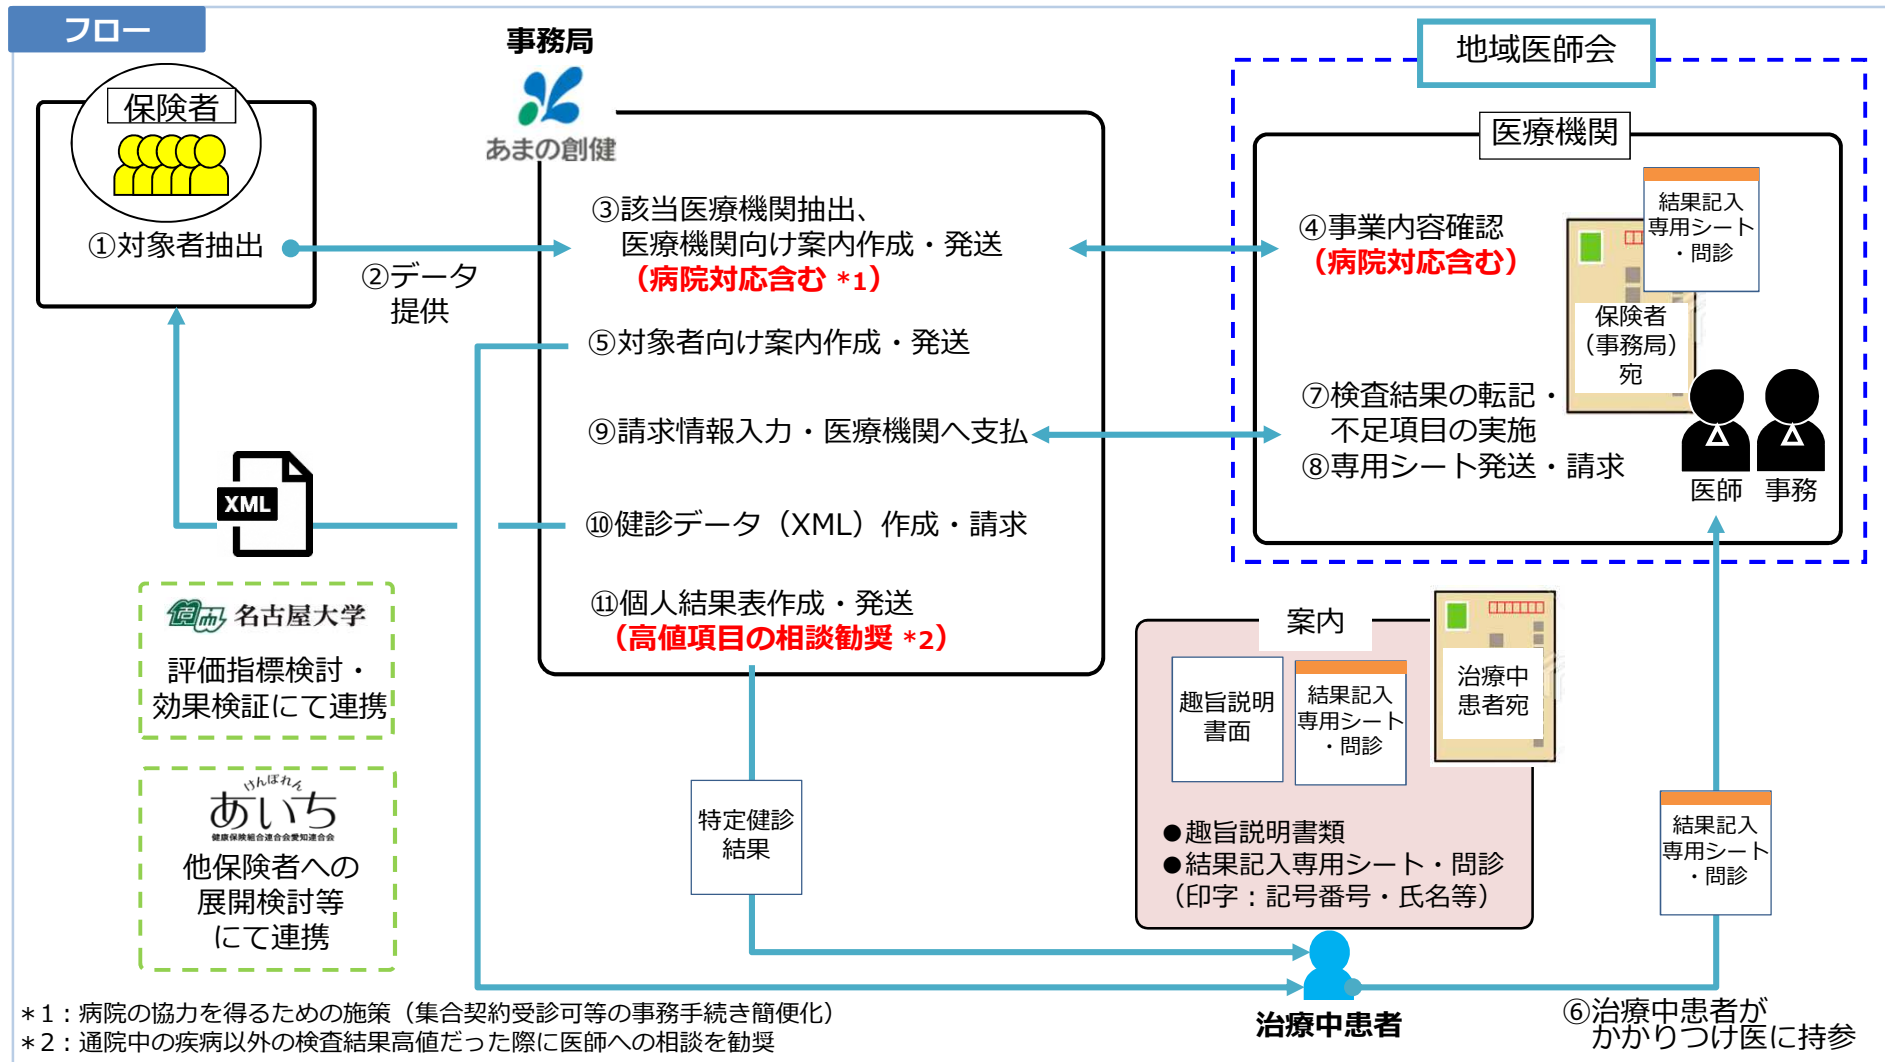 フロー
事務局
あまの創健
地域医師会
保険者
①対象者抽出
②データ
提供
③該当医療機関抽出、
医療機関向け案内作成・発送
（病院対応含む *1）
⑤対象者向け案内作成・発送
⑨請求情報入力・医療機関へ支払
⑩健診データ（XML）作成・請求
⑪個人結果表作成・発送
（高値項目の相談勧奨 *2）
医療機関
④事業内容確認
（病院対応含む）
結果記入
専用シート
・問診
保険者
（事務局）
宛
⑦検査結果の転記・
不足項目の実施
⑧専用シート発送・請求
医師
事務
XML
名古屋大学
評価指標検討・
効果検証にて連携
けんぽれん
あいち
健康保険組合連合会愛知連合会
他保険者への
展開検討等
にて連携
特定健診
結果
案内
趣旨説明
書面
結果記入
専用シート
・問診
治療中
患者宛
●趣旨説明書類
●結果記入専用シート・問診
（印字：記号番号・氏名等）
結果記入
専用シート
・問診
治療中患者
⑥治療中患者が
かかりつけ医に持参
＊1：病院の協力を得るための施策（集合契約受診可等の事務手続き簡便化）
＊2：通院中の疾病以外の検査結果高値だった際に医師への相談を勧奨